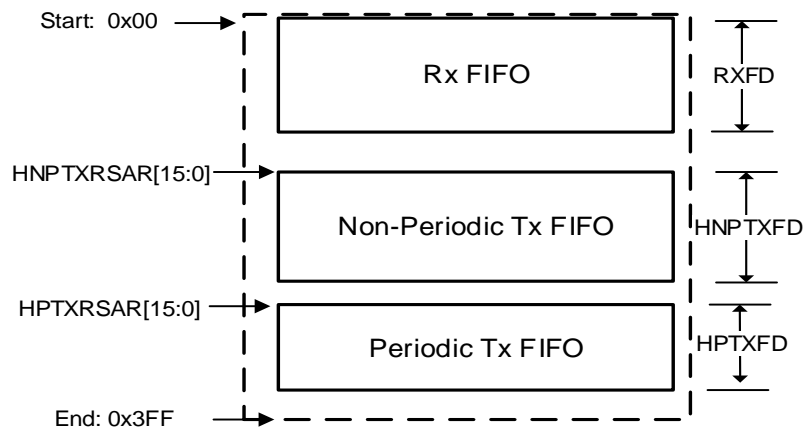 Start: 0x00
Rx FIFO
RXFD
HNPTXRSAR[15:0]
Non-Periodic Tx FIFO
HNPTXFD
HPTXRSAR[15:0]
Periodic Tx FIFO
HPTXFD
End: 0x3FF